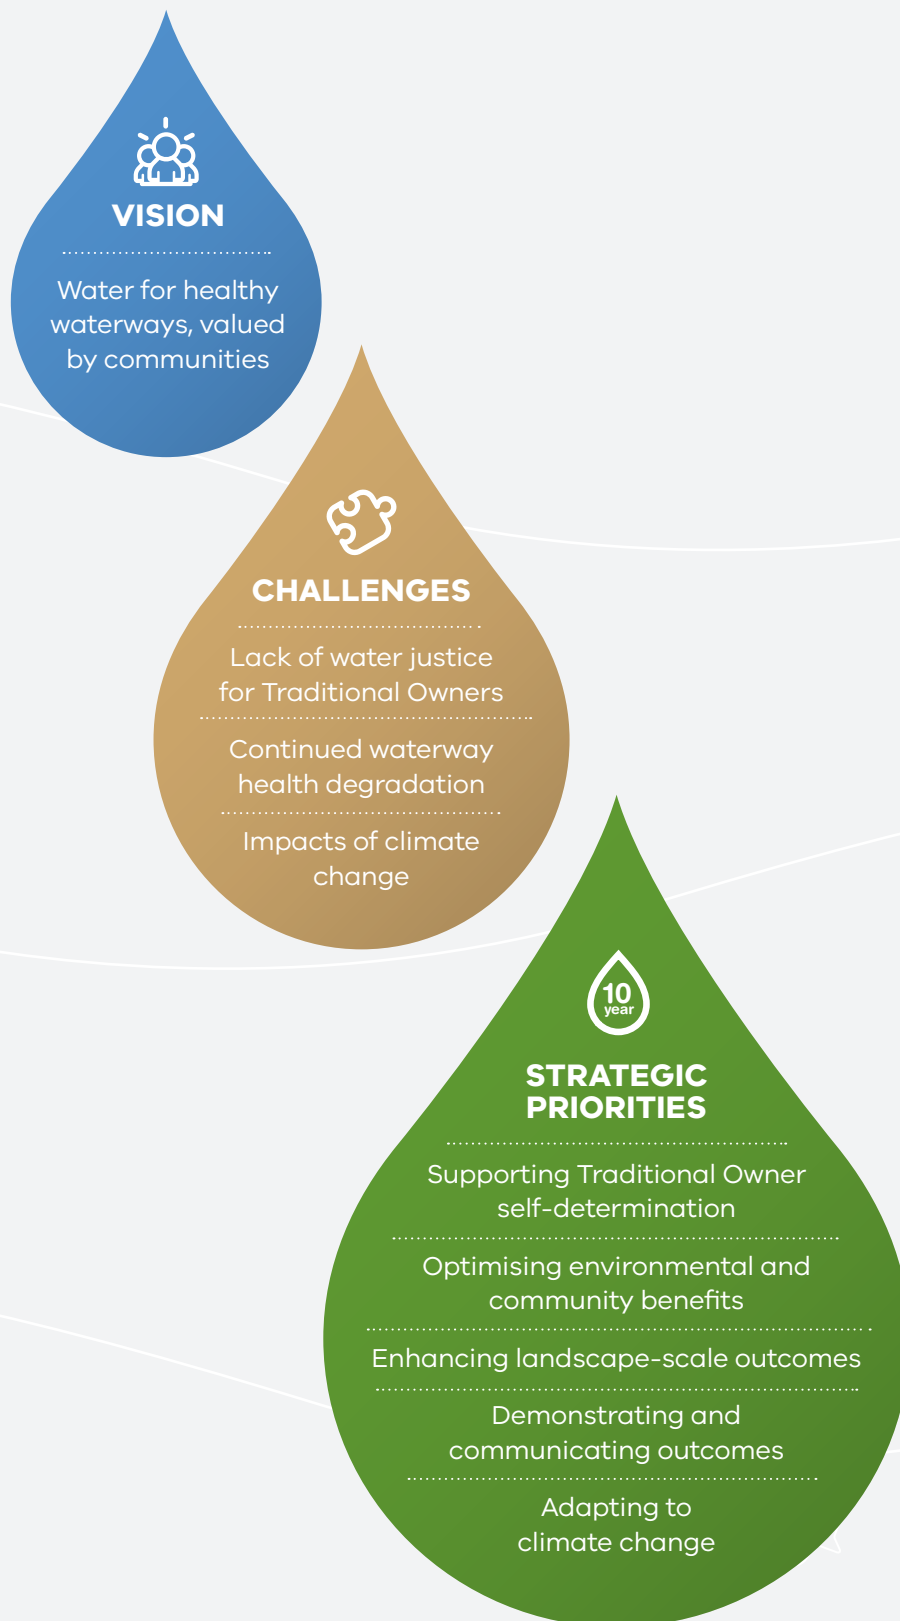 VISION
Water for healthy
waterways, valued
by communities
CHALLENGES
Lack of water justice
for Traditional Owners
Continued waterway
health degradation
Impacts of climate
change
10
year
STRATEGIC
PRIORITIES
Supporting Traditional Owner
self-determination
Optimising environmental and
community benefits
Enhancing landscape-scale outcomes
Demonstrating and
communicating outcomes
Adapting to
climate change